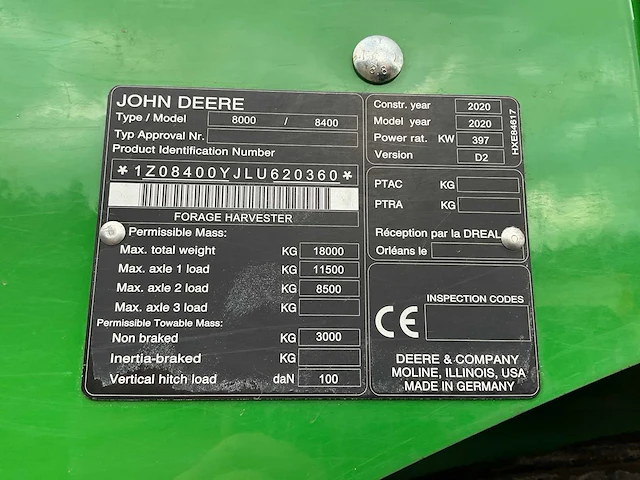 JOHN DEERE
Type / Model 8000 / 8400
Typ Approval Nr.
Product Identification Number
*1Z08400YJLU620360*
FORAGE HARVESTER
Permissible Mass:
Max. total weight KG 18000
Max. axle 1 load KG 11500
Max. axle 2 load KG 8500
Max. axle 3 load KG
Permissible Towable Mass:
Non braked KG 3000
Inertia-braked KG
Vertical hitch load daN 100
Constr. year 2020
Model year 2020
Power rat. KW 397
Version D2
HXE84617
PTAC KG
PTRA KG
Réception par la DREAL
Orléans le
INSPECTION CODES
CE
DEERE & COMPANY
MOLINE, ILLINOIS, USA
MADE IN GERMANY